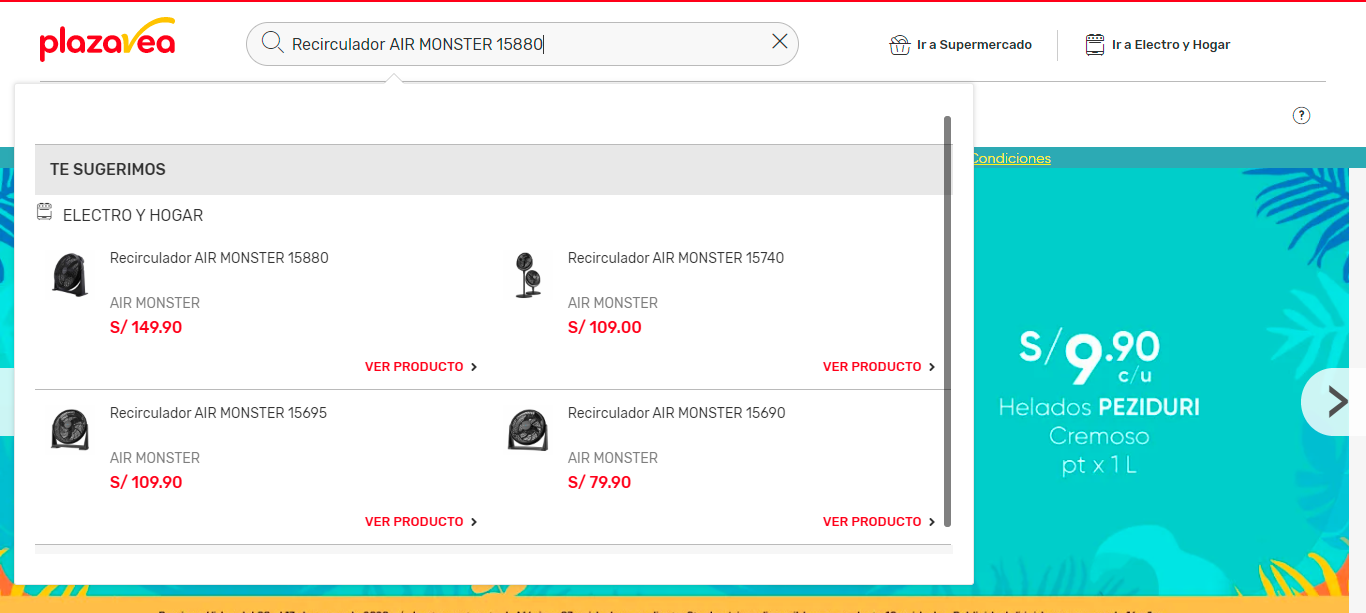 plazavea
Recirculador AIR MONSTER 15880
Ir a Supermercado
Ir a Electro y Hogar
?
Condiciones
TE SUGERIMOS
ELECTRO Y HOGAR
Recirculador AIR MONSTER 15880
AIR MONSTER
S/ 149.90
VER PRODUCTO
Recirculador AIR MONSTER 15740
AIR MONSTER
S/ 109.00
VER PRODUCTO
Recirculador AIR MONSTER 15695
AIR MONSTER
S/ 109.90
VER PRODUCTO
Recirculador AIR MONSTER 15690
AIR MONSTER
S/ 79.90
VER PRODUCTO
S/9.90
c/u
Helados PEZIDURI
Cremoso
pt x 1 L